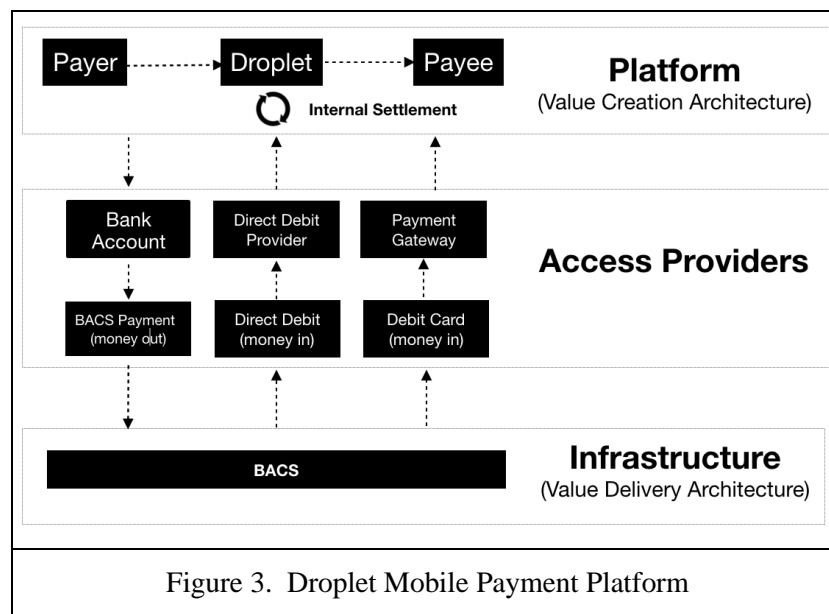 Payer
Droplet
Payee
Platform
(Value Creation Architecture)
Internal Settlement
Bank
Account
Direct Debit
Provider
Payment
Gateway
Access Providers
BACS Payment
(money out)
Direct Debit
(money in)
Debit Card
(money in)
Infrastructure
(Value Delivery Architecture)
BACS
Figure 3. Droplet Mobile Payment Platform